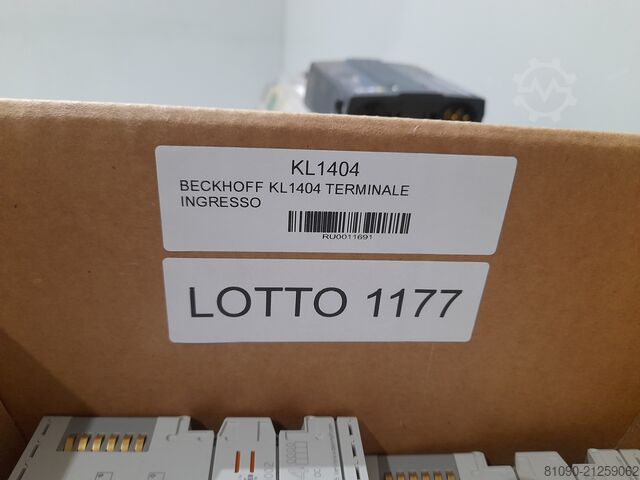 KL1404
BECKHOFF KL1404 TERMINALE
INGRESSO
RU0011691
LOTTO 1177
81090-21259062